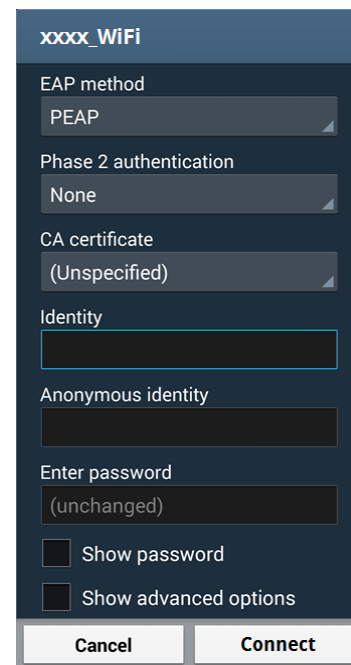 xxxx_WiFi
EAP method
PEAP
Phase 2 authentication
None
CA certificate
(Unspecified)
Identity
Anonymous identity
Enter password
(unchanged)
Show password
Show advanced options
Cancel Connect